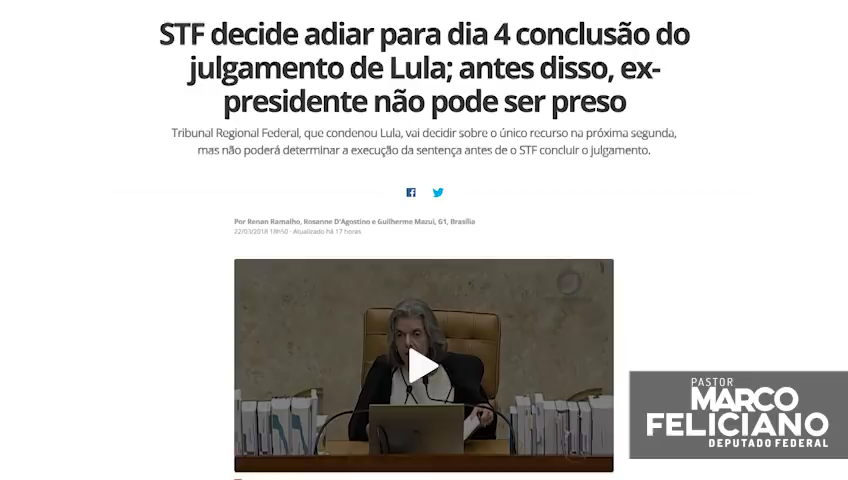 STF decide adiar para dia 4 conclusão do
julgamento de Lula; antes disso, ex-
presidente não pode ser preso
Tribunal Regional Federal, que condenou Lula, vai decidir sobre o único recurso na próxima segunda,
mas não poderá determinar a execução da sentença antes de o STF concluir o julgamento.
Por Renan Ramalho, Rosanne D'Agostino e Guilherme Mazui, G1, Brasília
22/03/2018 18h50 · Atualizado há 17 horas
PASTOR
MARCO
FELICIANO
DEPUTADO FEDERAL